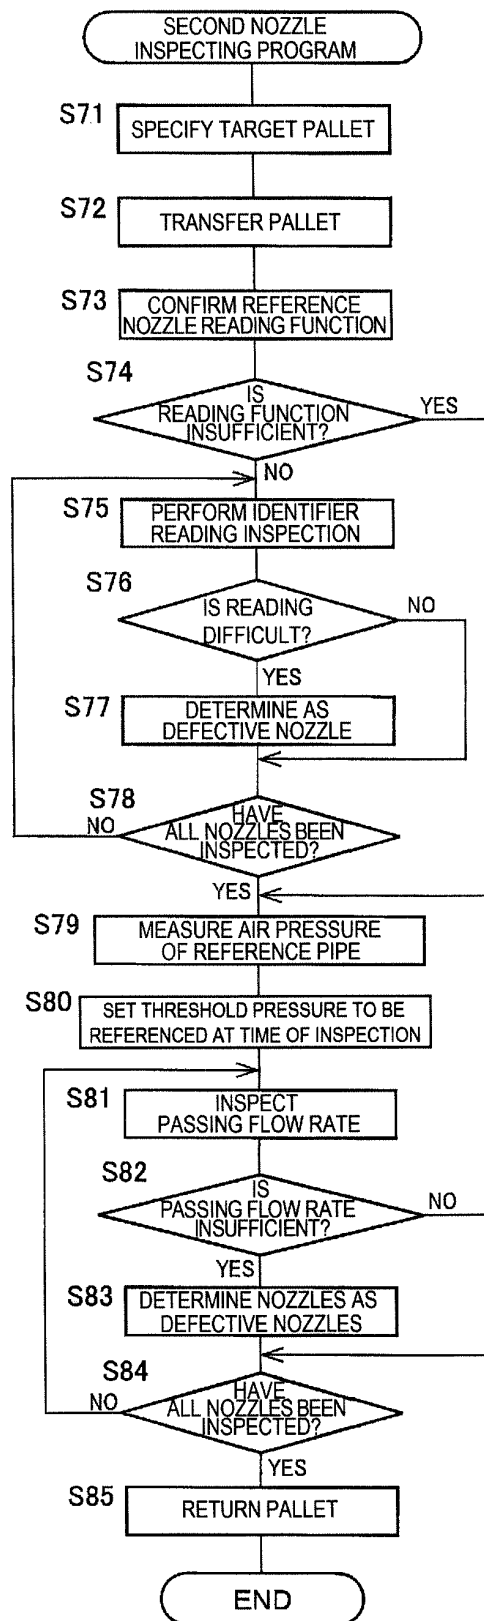 SECOND NOZZLE
INSPECTING PROGRAM
S71
SPECIFY TARGET PALLET
S72
TRANSFER PALLET
S73
CONFIRM REFERENCE
NOZZLE READING FUNCTION
S74
IS
READING FUNCTION
INSUFFICIENT?
YES
NO
S75
PERFORM IDENTIFIER
READING INSPECTION
S76
IS READING
DIFFICULT?
NO
YES
S77
DETERMINE AS
DEFECTIVE NOZZLE
S78
HAVE
ALL NOZZLES BEEN
INSPECTED?
NO
YES
S79
MEASURE AIR PRESSURE
OF REFERENCE PIPE
S80
SET THRESHOLD PRESSURE TO BE
REFERENCED AT TIME OF INSPECTION
S81
INSPECT
PASSING FLOW RATE
S82
IS
PASSING FLOW RATE
INSUFFICIENT?
NO
YES
S83
DETERMINE NOZZLES AS
DEFECTIVE NOZZLES
S84
HAVE
ALL NOZZLES BEEN
INSPECTED?
NO
YES
S85
RETURN PALLET
END